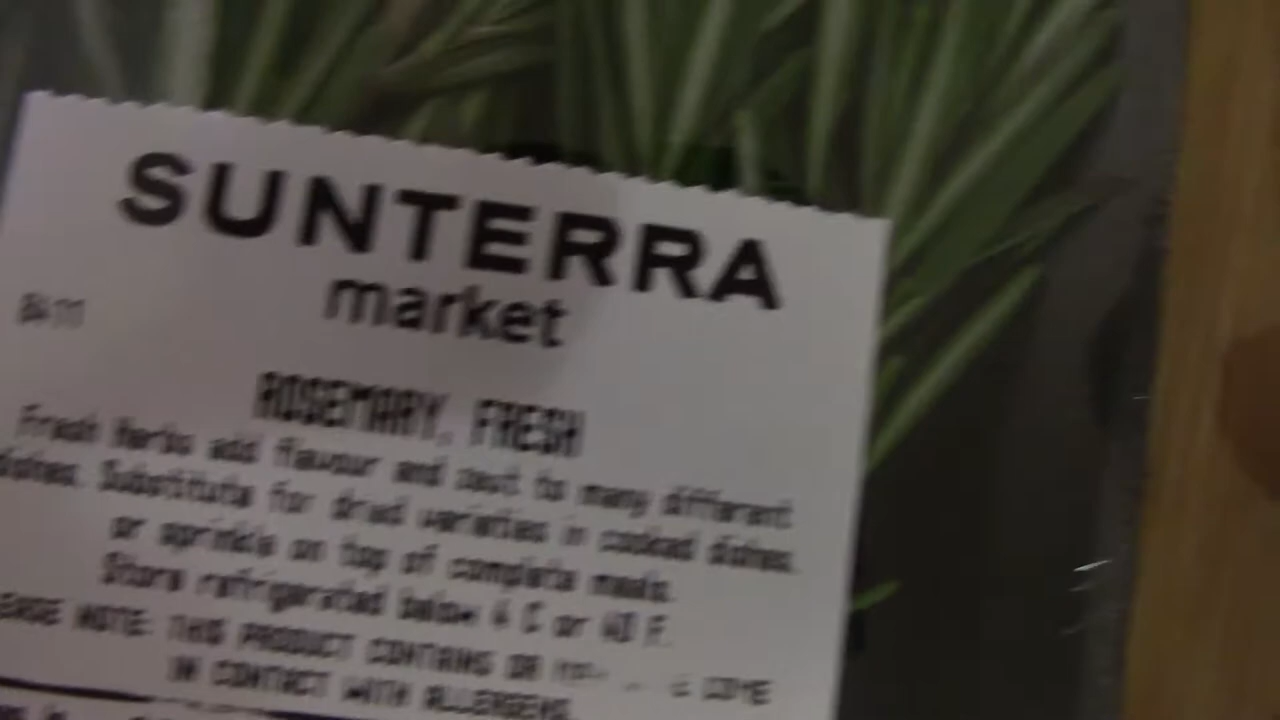 SUNTERRA
market
ROSEMARY, FRESH
Fresh Herbs add flavour and zest to many different
dishes. Substitute for dried varieties in cooked dishes.
or sprinkle on top of complete meals.
Store refrigerated below 4 C or 40 F.
NOTE: THIS PRODUCT CONTAINS OR COME
IN CONTACT WITH ALLERGENS.